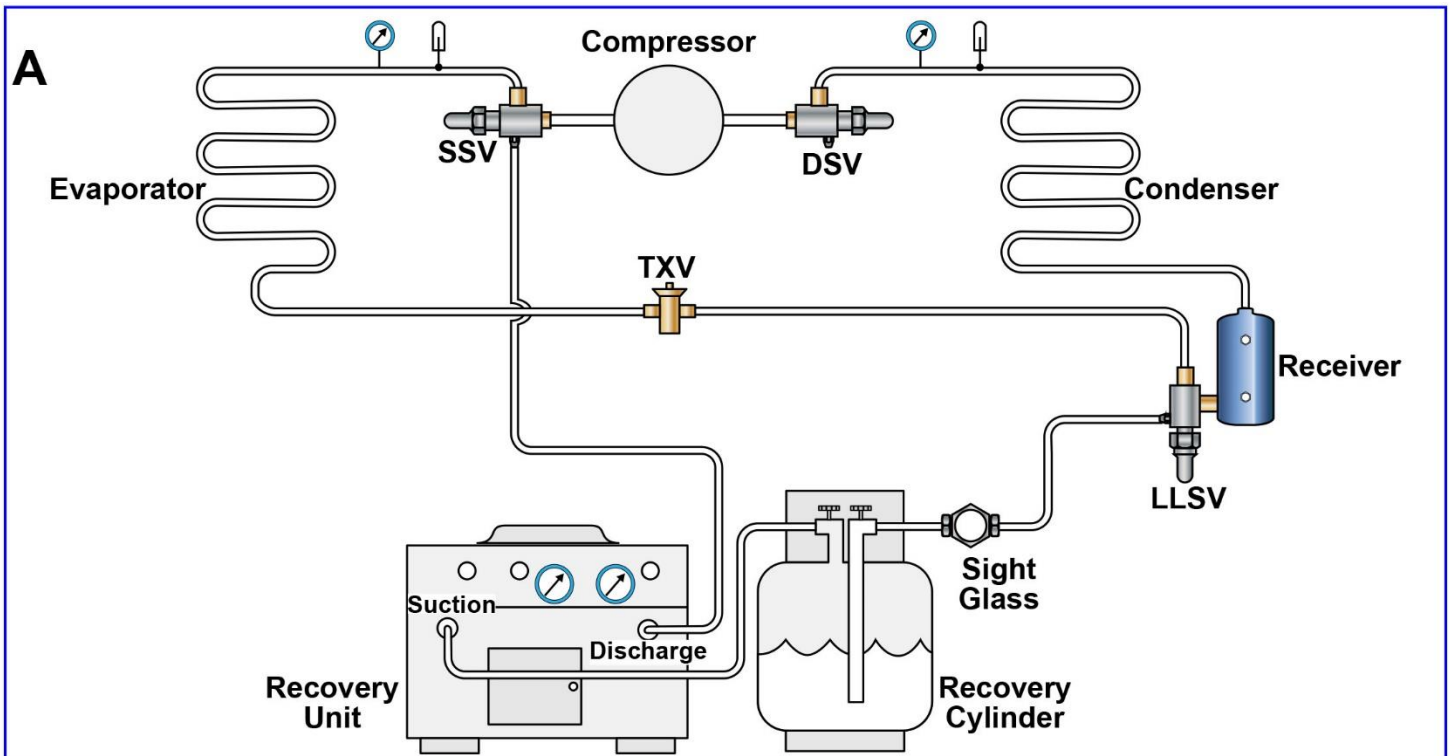 A
Compressor
SSV
DSV
Evaporator
Condenser
TXV
Receiver
LLSV
Sight
Glass
Suction
Discharge
Recovery
Unit
Recovery
Cylinder